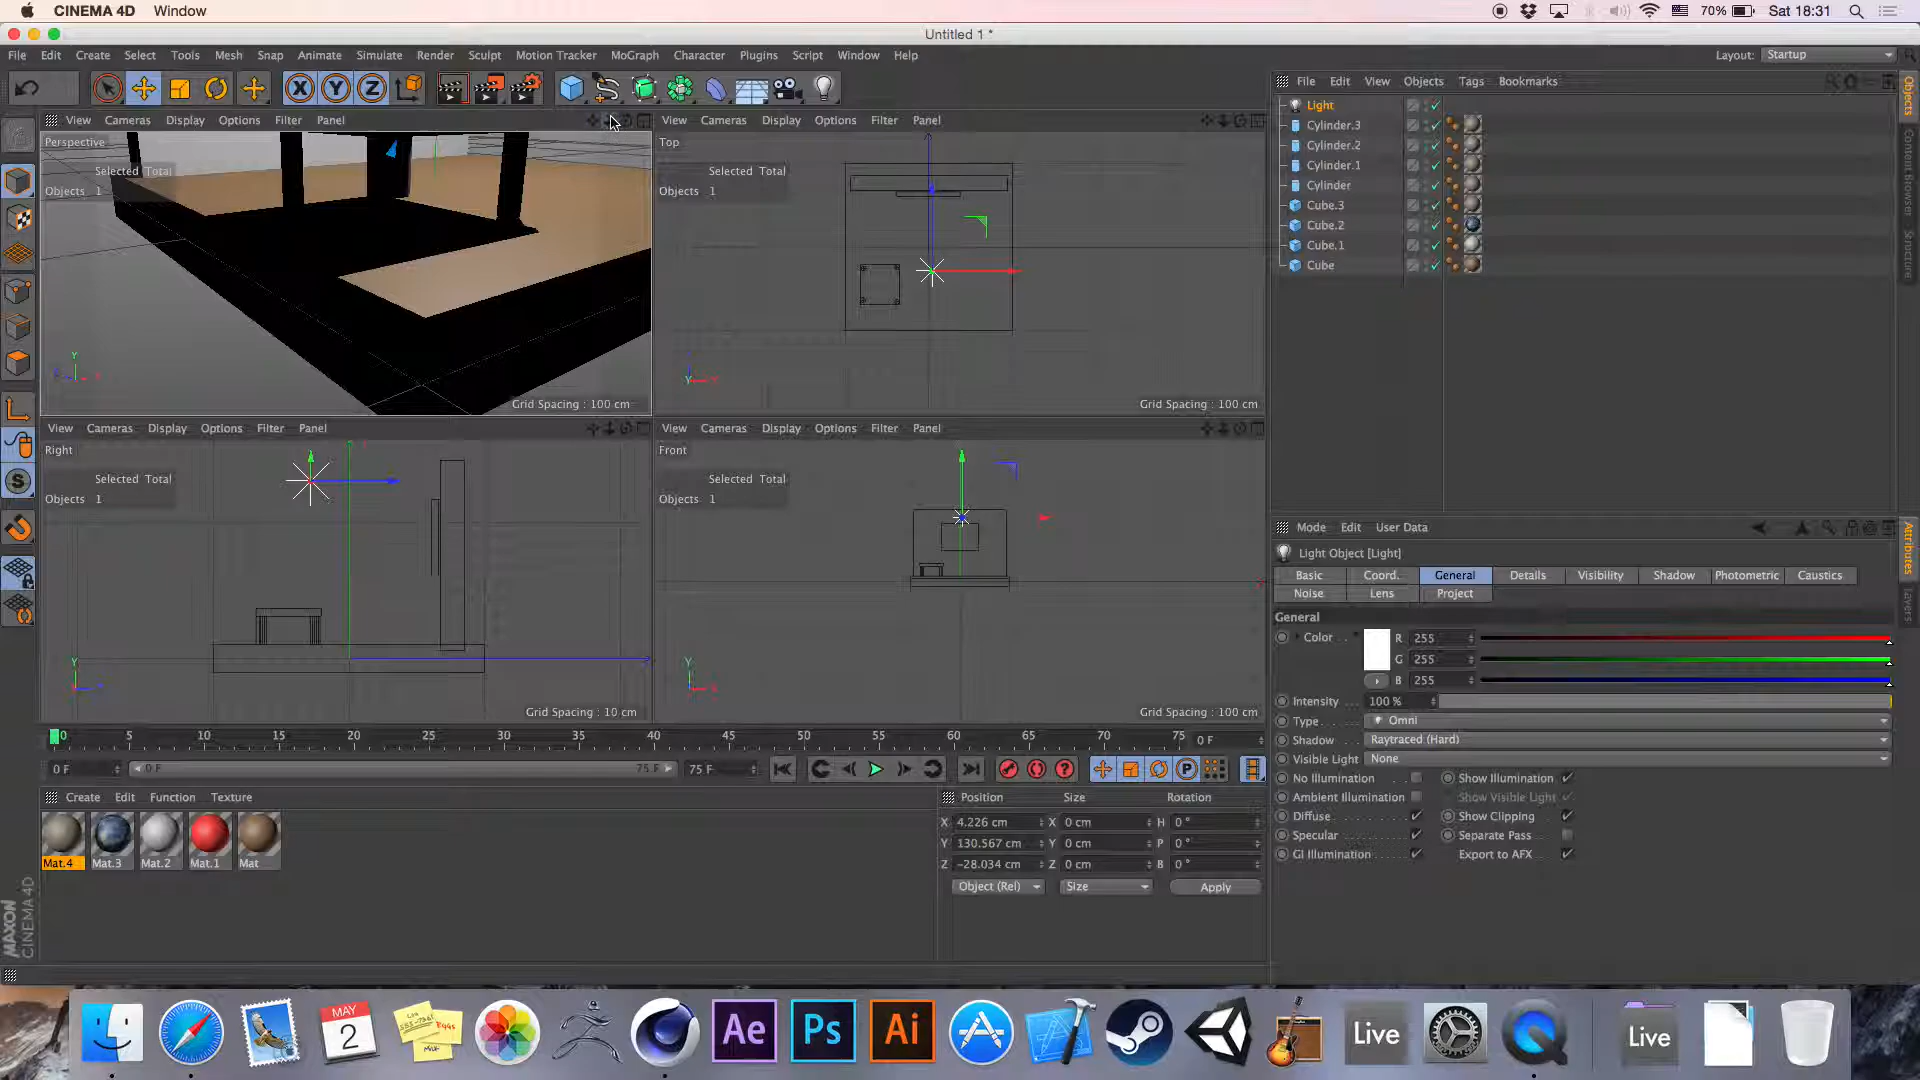 CINEMA 4D Window 70% Sat 18:31
Untitled 1 *
File Edit Create Select Tools Mesh Snap Animate Simulate Render Sculpt Motion Tracker MoGraph Character Plugins Script Window Help Layout: Startup
File Edit View Objects Tags Bookmarks
View Cameras Display Options Filter Panel
Perspective
Selected Total
Objects 1
Grid Spacing : 100 cm
View Cameras Display Options Filter Panel
Top
Selected Total
Objects 1
Grid Spacing : 100 cm
View Cameras Display Options Filter Panel
Right
Selected Total
Objects 1
Grid Spacing : 10 cm
View Cameras Display Options Filter Panel
Front
Selected Total
Objects 1
Grid Spacing : 100 cm
Light
Cylinder.3
Cylinder.2
Cylinder.1
Cylinder
Cube.3
Cube.2
Cube.1
Cube
Objects
Content Browser
Structure
Mode Edit User Data
Light Object [Light]
Basic Coord. General Details Visibility Shadow Photometric Caustics
Noise Lens Project
General
Color R 255
G 255
B 255
Intensity 100 %
Type Omni
Shadow Raytraced (Hard)
Visible Light None
No Illumination Show Illumination
Ambient Illumination Show Visible Light
Diffuse Show Clipping
Specular Separate Pass
GI Illumination Export to AFX
Attributes
Layers
0 5 10 15 20 25 30 35 40 45 50 55 60 65 70 75 0 F
0 F 0 F 75 F 75 F
Create Edit Function Texture
Mat.4 Mat.3 Mat.2 Mat.1 Mat
Position Size Rotation
X 4.226 cm X 0 cm H 0 °
Y 130.567 cm Y 0 cm P 0 °
Z -28.034 cm Z 0 cm B 0 °
Object (Rel) Size Apply
MAXON
CINEMA 4D
MAY
2
Ae Ps Ai Live Live